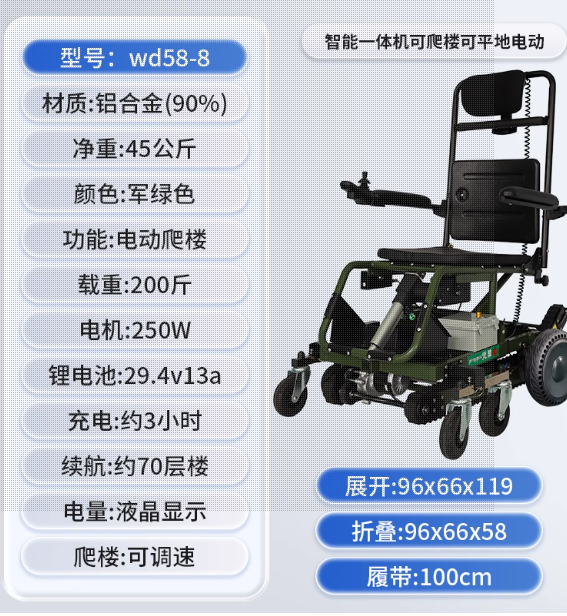 型号：wd58-8
材质:铝合金(90%)
净重:45公斤
颜色:军绿色
功能:电动爬楼
载重:200斤
电机:250W
锂电池:29.4v13a
充电:约3小时
续航:约70层楼
电量:液晶显示
爬楼:可调速
智能一体机可爬楼可平地电动
展开:96x66x119
折叠:96x66x58
履带:100cm